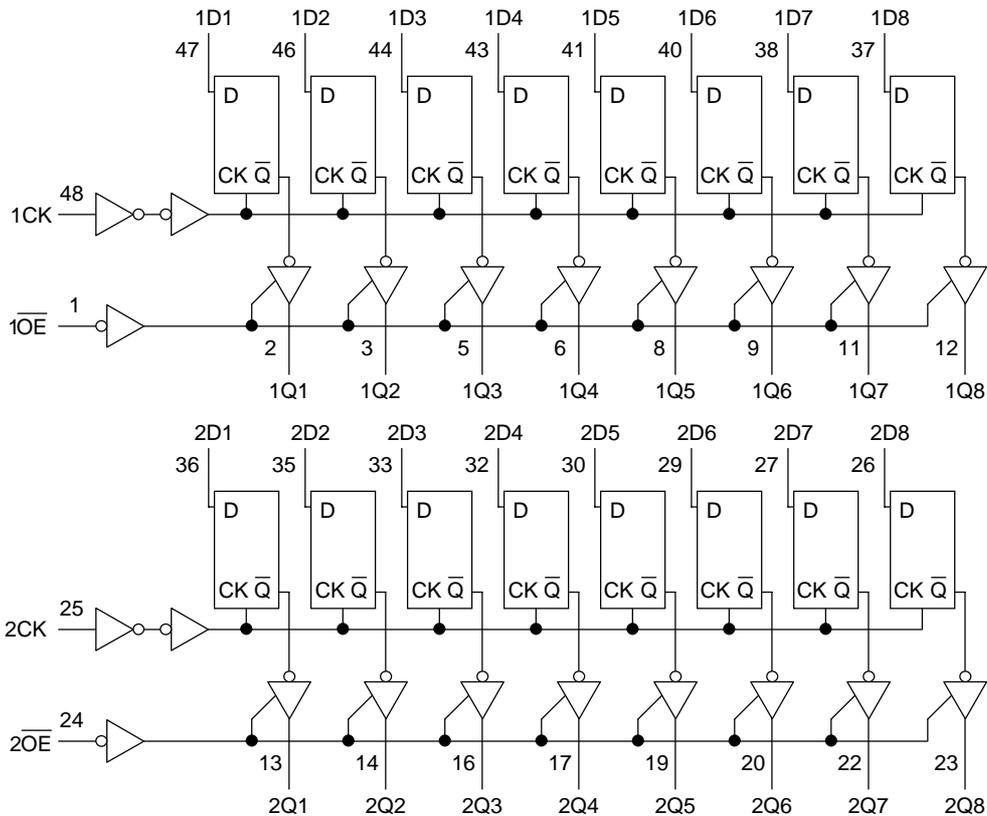 1D1 1D2 1D3 1D4 1D5 1D6 1D7 1D8
47 46 44 43 41 40 38 37
D D D D D D D D
CK Q̅ CK Q̅ CK Q̅ CK Q̅ CK Q̅ CK Q̅ CK Q̅ CK Q̅
48
1CK
1
1O̅E̅
2 3 5 6 8 9 11 12
1Q1 1Q2 1Q3 1Q4 1Q5 1Q6 1Q7 1Q8
2D1 2D2 2D3 2D4 2D5 2D6 2D7 2D8
36 35 33 32 30 29 27 26
D D D D D D D D
CK Q̅ CK Q̅ CK Q̅ CK Q̅ CK Q̅ CK Q̅ CK Q̅ CK Q̅
25
2CK
24
2O̅E̅
13 14 16 17 19 20 22 23
2Q1 2Q2 2Q3 2Q4 2Q5 2Q6 2Q7 2Q8